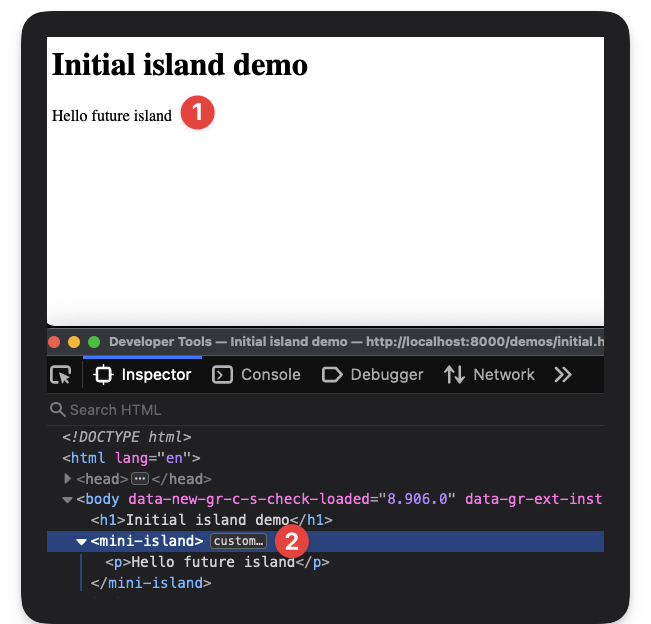 Initial island demo
Hello future island 1
Developer Tools — Initial island demo — http://localhost:8000/demos/initial.h
Inspector Console Debugger Network
Search HTML
<!DOCTYPE html>
<html lang="en">
<head>…</head>
<body data-new-gr-c-s-check-loaded="8.906.0" data-gr-ext-inst
<h1>Initial island demo</h1>
<mini-island> custom… 2
<p>Hello future island</p>
</mini-island>